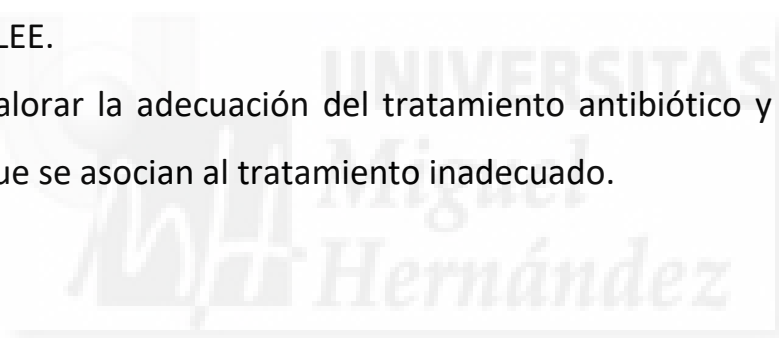 LEE.
UNIVERSITAS
alorar la adecuación del tratamiento antibiótico y
Miguel
ue se asocian al tratamiento inadecuado.
Hernández